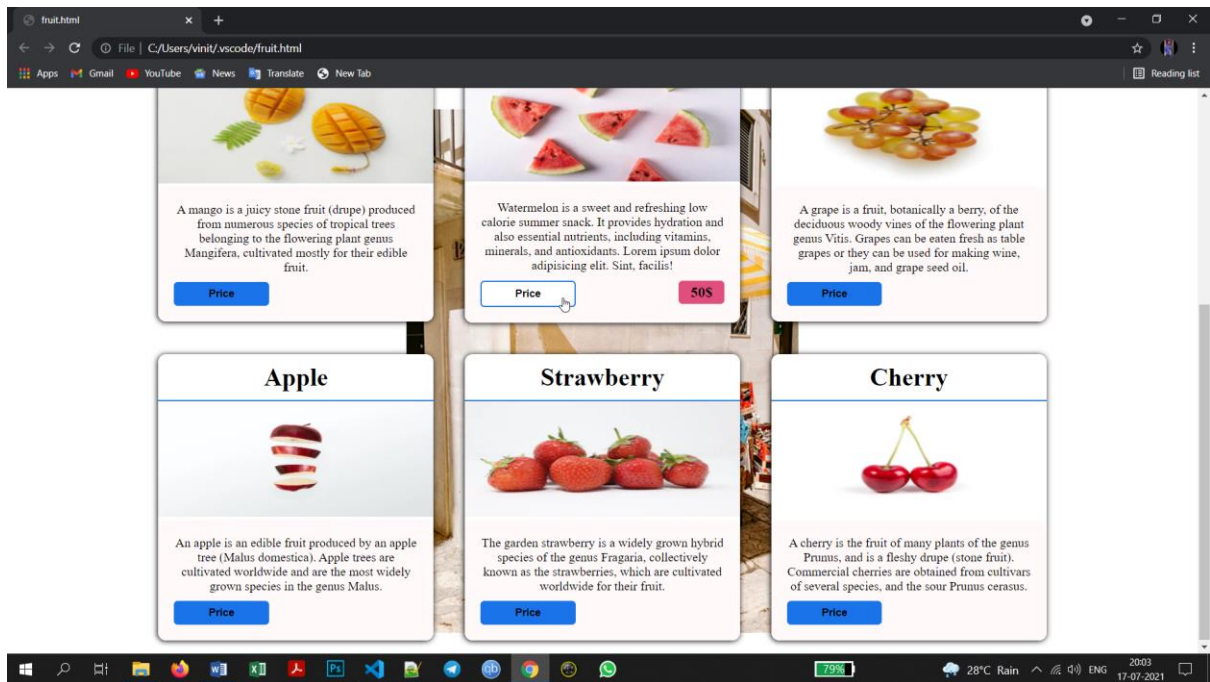 fruit.html
File | C:/Users/vinit/.vscode/fruit.html
Apps Gmail YouTube News Translate New Tab Reading list
A mango is a juicy stone fruit (drupe) produced
from numerous species of tropical trees
belonging to the flowering plant genus
Mangifera, cultivated mostly for their edible
fruit.
Price
Watermelon is a sweet and refreshing low
calorie summer snack. It provides hydration and
also essential nutrients, including vitamins,
minerals, and antioxidants. Lorem ipsum dolor
adipisicing elit. Sint, facilis!
Price 50$
A grape is a fruit, botanically a berry, of the
deciduous woody vines of the flowering plant
genus Vitis. Grapes can be eaten fresh as table
grapes or they can be used for making wine,
jam, and grape seed oil.
Price
Apple
An apple is an edible fruit produced by an apple
tree (Malus domestica). Apple trees are
cultivated worldwide and are the most widely
grown species in the genus Malus.
Price
Strawberry
The garden strawberry is a widely grown hybrid
species of the genus Fragaria, collectively
known as the strawberries, which are cultivated
worldwide for their fruit.
Price
Cherry
A cherry is the fruit of many plants of the genus
Prunus, and is a fleshy drupe (stone fruit).
Commercial cherries are obtained from cultivars
of several species, and the sour Prunus cerasus.
Price
Ps
qb
79%
28°C Rain
ENG
20:03
17-07-2021